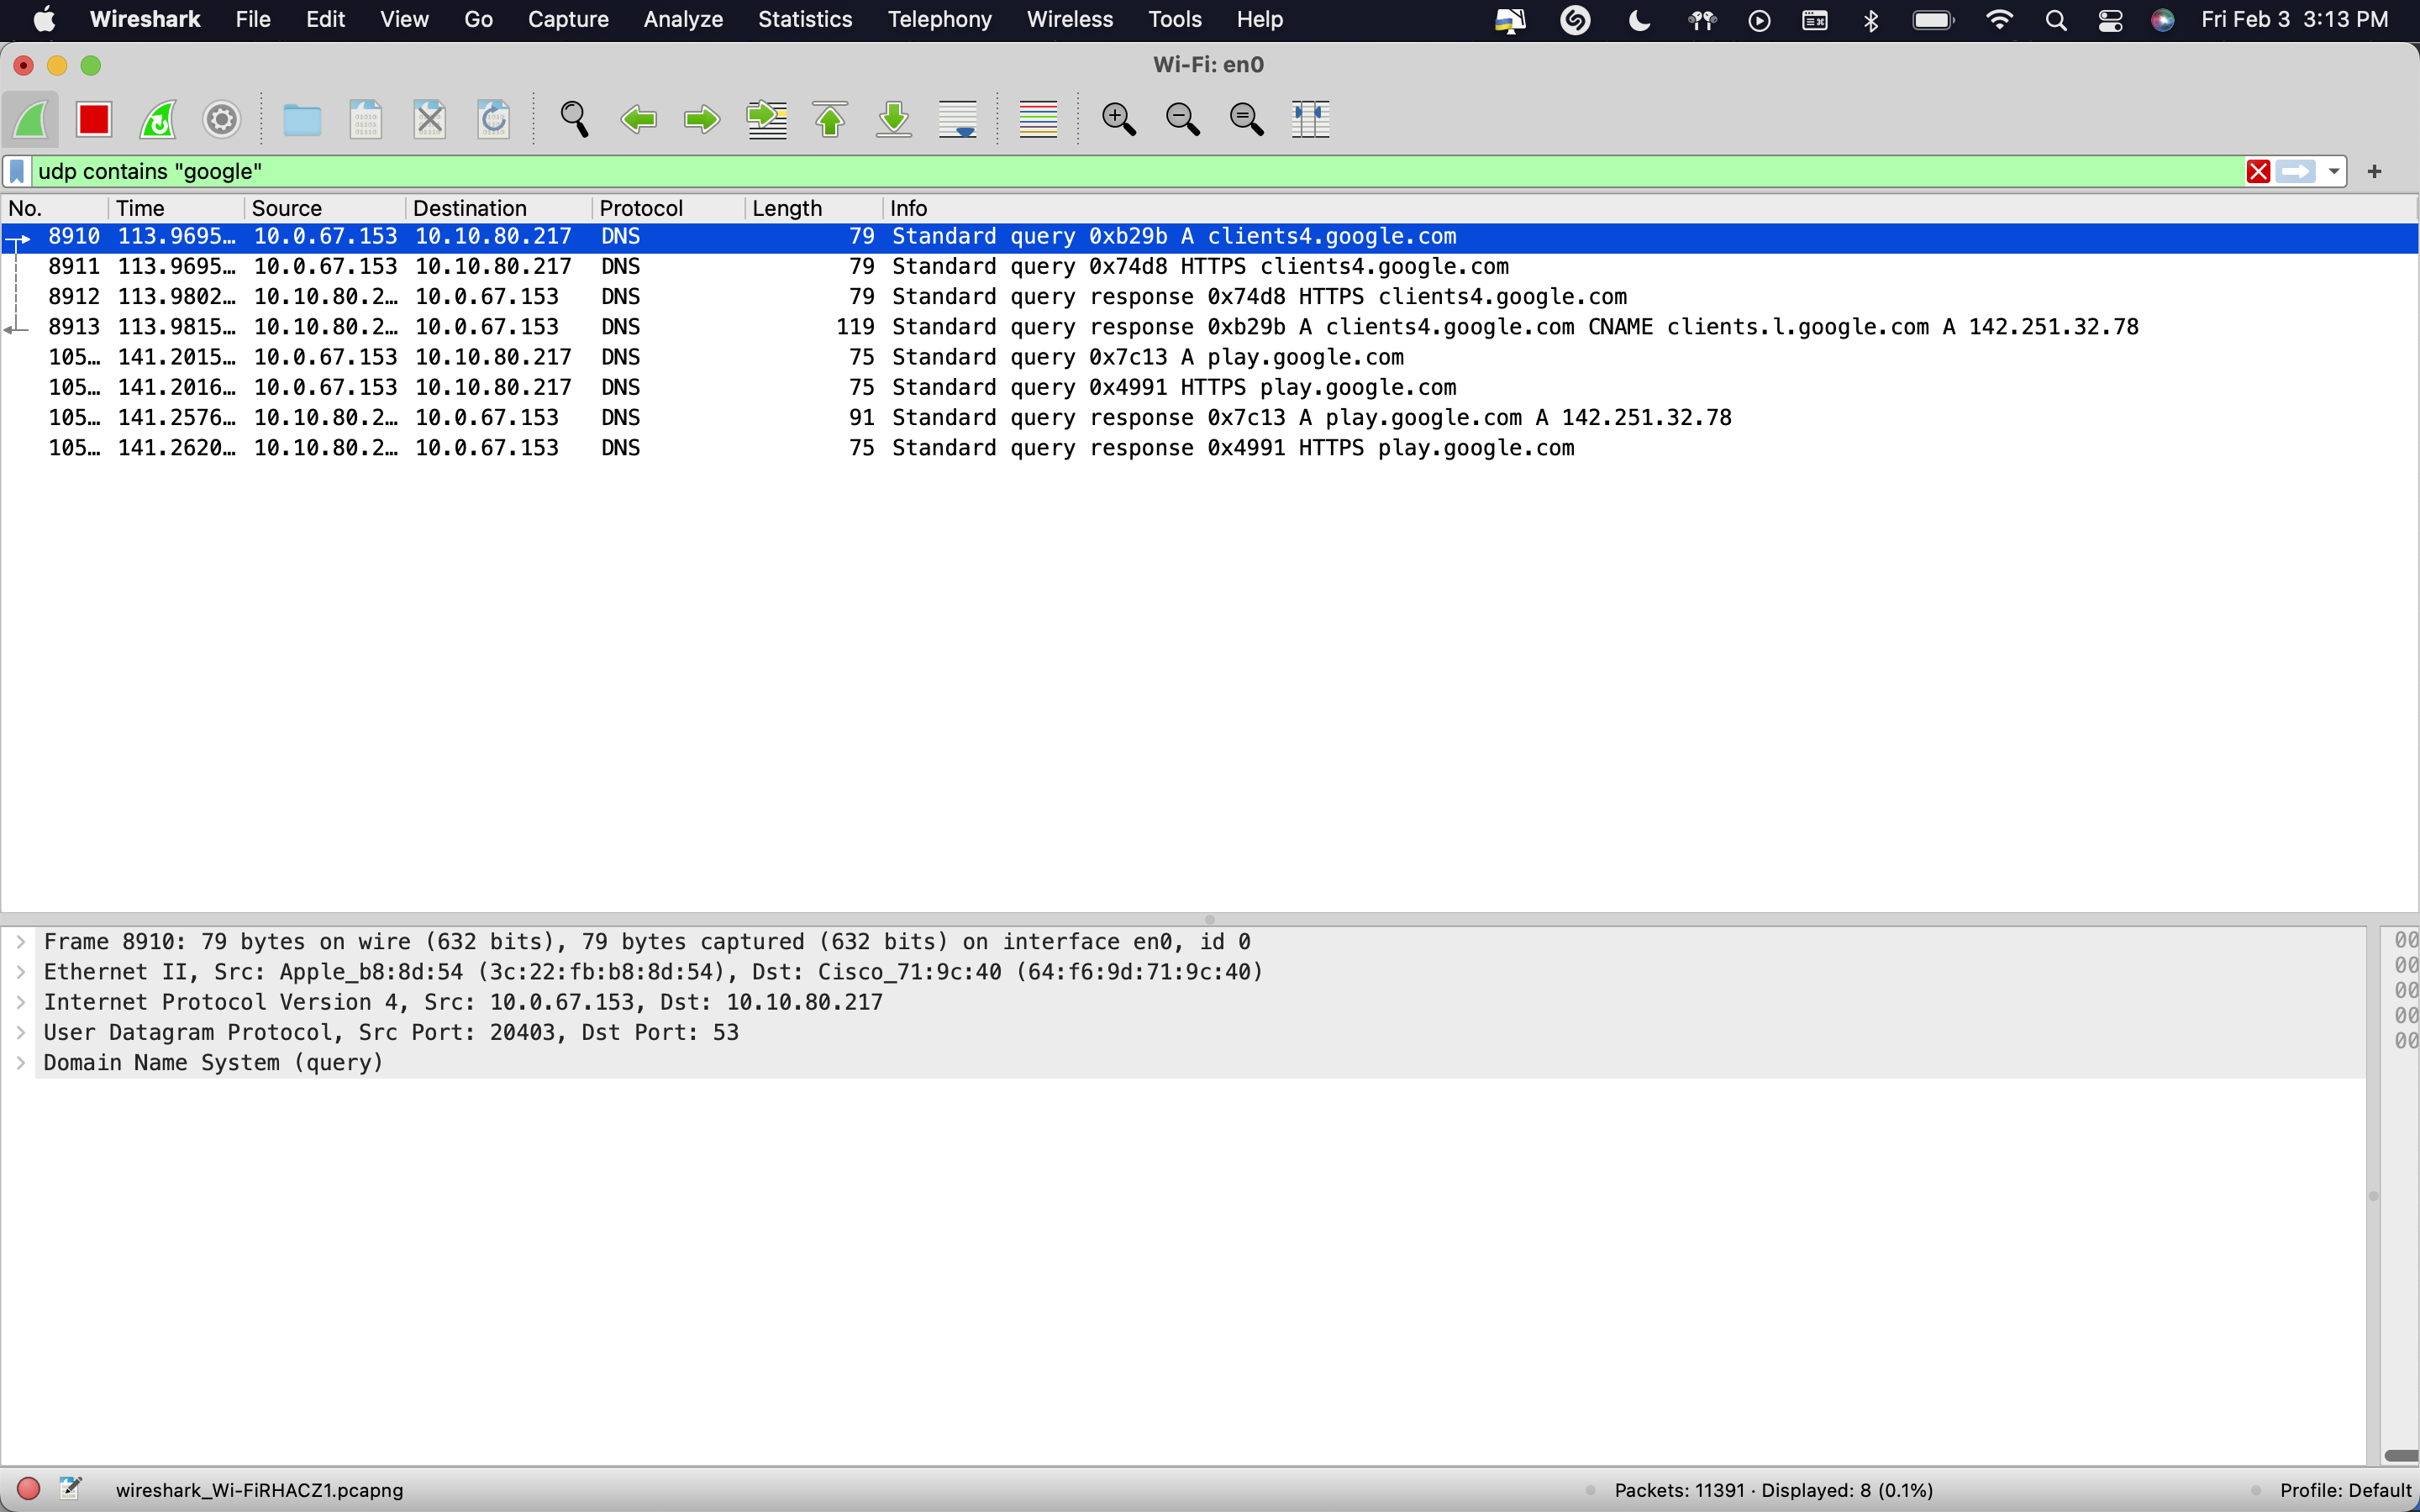 Wireshark File Edit View Go Capture Analyze Statistics Telephony Wireless Tools Help Fri Feb 3 3:13 PM
Wi-Fi: en0
udp contains "google"
No. Time Source Destination Protocol Length Info
8910 113.9695… 10.0.67.153 10.10.80.217 DNS 79 Standard query 0xb29b A clients4.google.com
8911 113.9695… 10.0.67.153 10.10.80.217 DNS 79 Standard query 0x74d8 HTTPS clients4.google.com
8912 113.9802… 10.10.80.2… 10.0.67.153 DNS 79 Standard query response 0x74d8 HTTPS clients4.google.com
8913 113.9815… 10.10.80.2… 10.0.67.153 DNS 119 Standard query response 0xb29b A clients4.google.com CNAME clients.l.google.com A 142.251.32.78
105… 141.2015… 10.0.67.153 10.10.80.217 DNS 75 Standard query 0x7c13 A play.google.com
105… 141.2016… 10.0.67.153 10.10.80.217 DNS 75 Standard query 0x4991 HTTPS play.google.com
105… 141.2576… 10.10.80.2… 10.0.67.153 DNS 91 Standard query response 0x7c13 A play.google.com A 142.251.32.78
105… 141.2620… 10.10.80.2… 10.0.67.153 DNS 75 Standard query response 0x4991 HTTPS play.google.com
Frame 8910: 79 bytes on wire (632 bits), 79 bytes captured (632 bits) on interface en0, id 0
Ethernet II, Src: Apple_b8:8d:54 (3c:22:fb:b8:8d:54), Dst: Cisco_71:9c:40 (64:f6:9d:71:9c:40)
Internet Protocol Version 4, Src: 10.0.67.153, Dst: 10.10.80.217
User Datagram Protocol, Src Port: 20403, Dst Port: 53
Domain Name System (query)
00
00
00
00
00
wireshark_Wi-FiRHACZ1.pcapng Packets: 11391 · Displayed: 8 (0.1%) Profile: Default